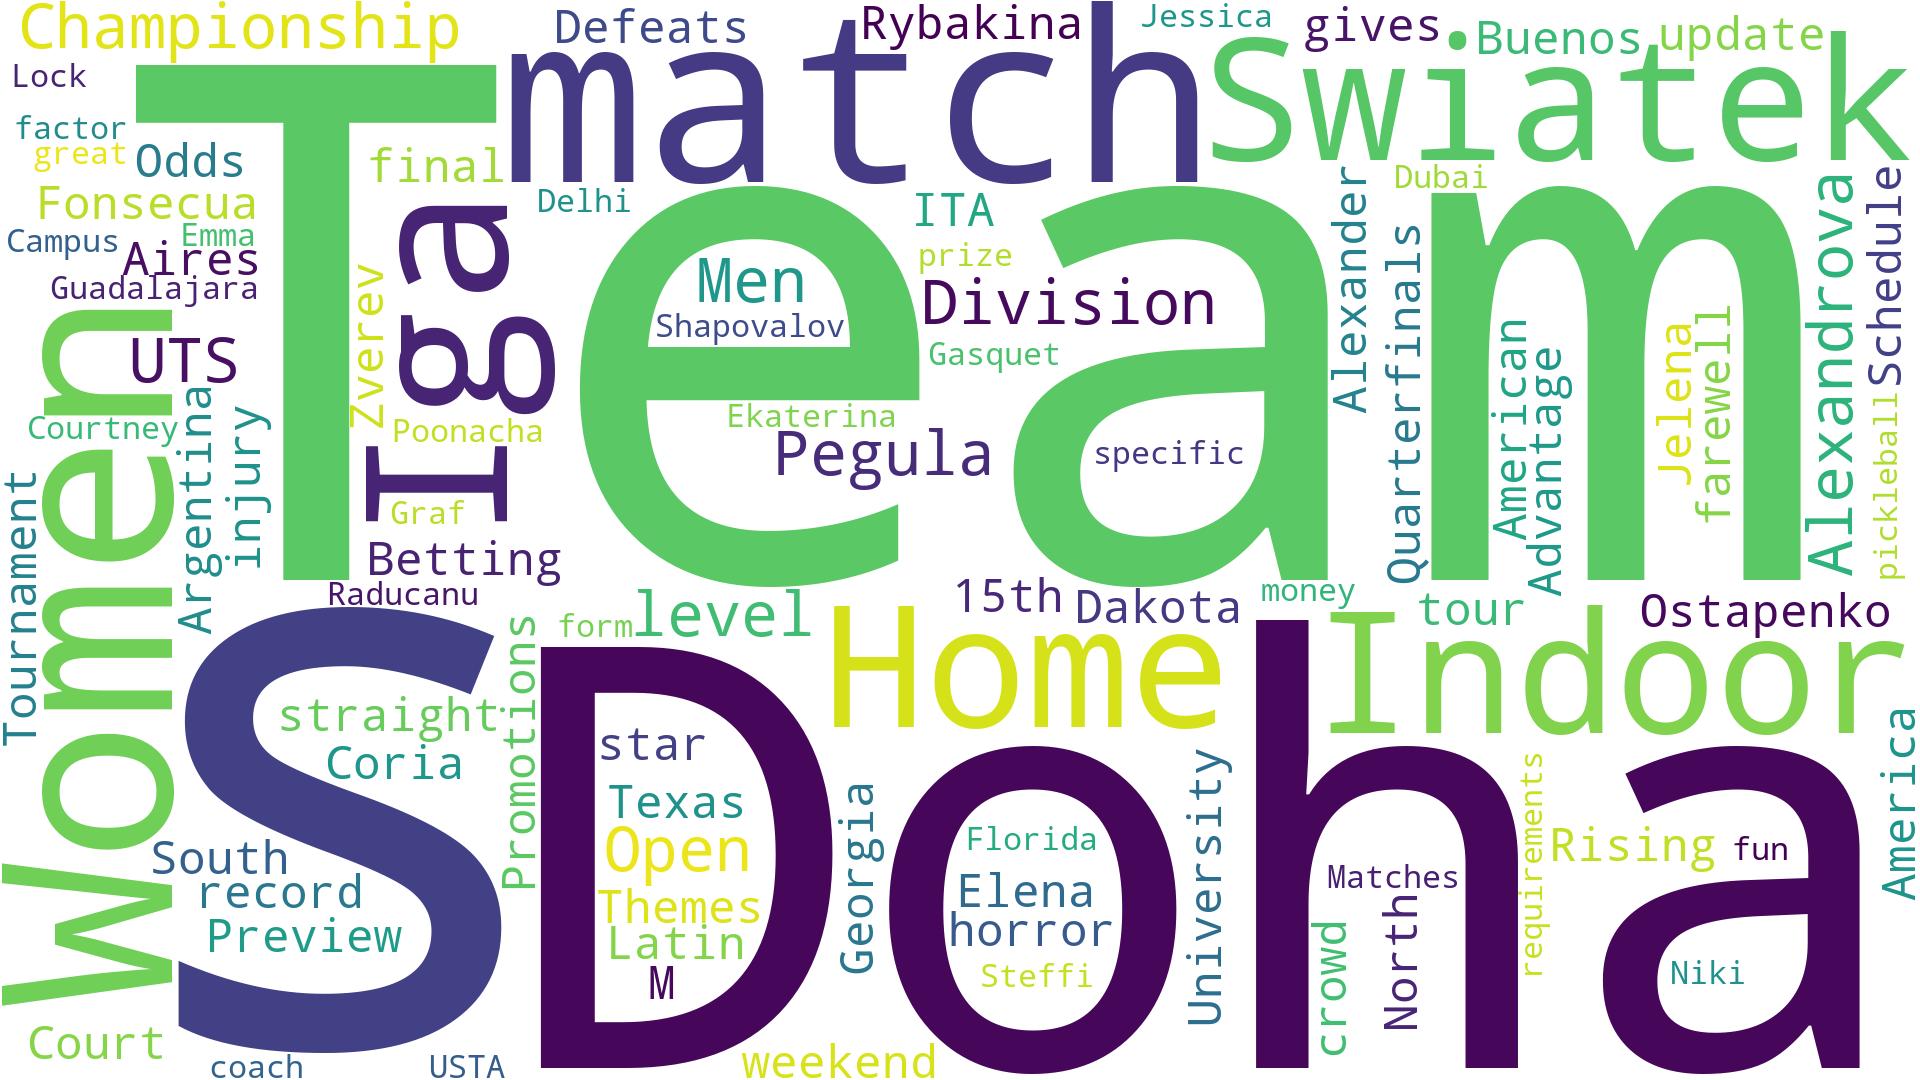 Championship
Defeats
Rybakina
Jessica
gives
Buenos
update
Lock
Team
match
Swiatek
factor
great
Odds
final
Delhi
ITA
Dubai
Alexander
Schedule
Fonsecua
Campus
Emma
Aires
Guadalajara
Iga
Zverev
Men
Shapovalov
prize
Division
Gasquet
Quarterfinals
Alexandrova
UTS
Women
Courtney
Argentina
injury
Poonacha
Ekaterina
Pegula
specific
American
Advantage
Jelena
farewell
pickleball
Graf
Betting
Raducanu
Tournament
form
level
15th
Dakota
money
tour
Ostapenko
S
Doha
Home
Indoor
straight
Coria
Promotions
star
Texas
Open
Themes
Latin
M
Georgia
Florida
Elena
horror
Steffi
University
Matches
crowd
North
requirements
Rising
fun
America
Niki
South
record
Preview
Court
coach
USTA
weekend